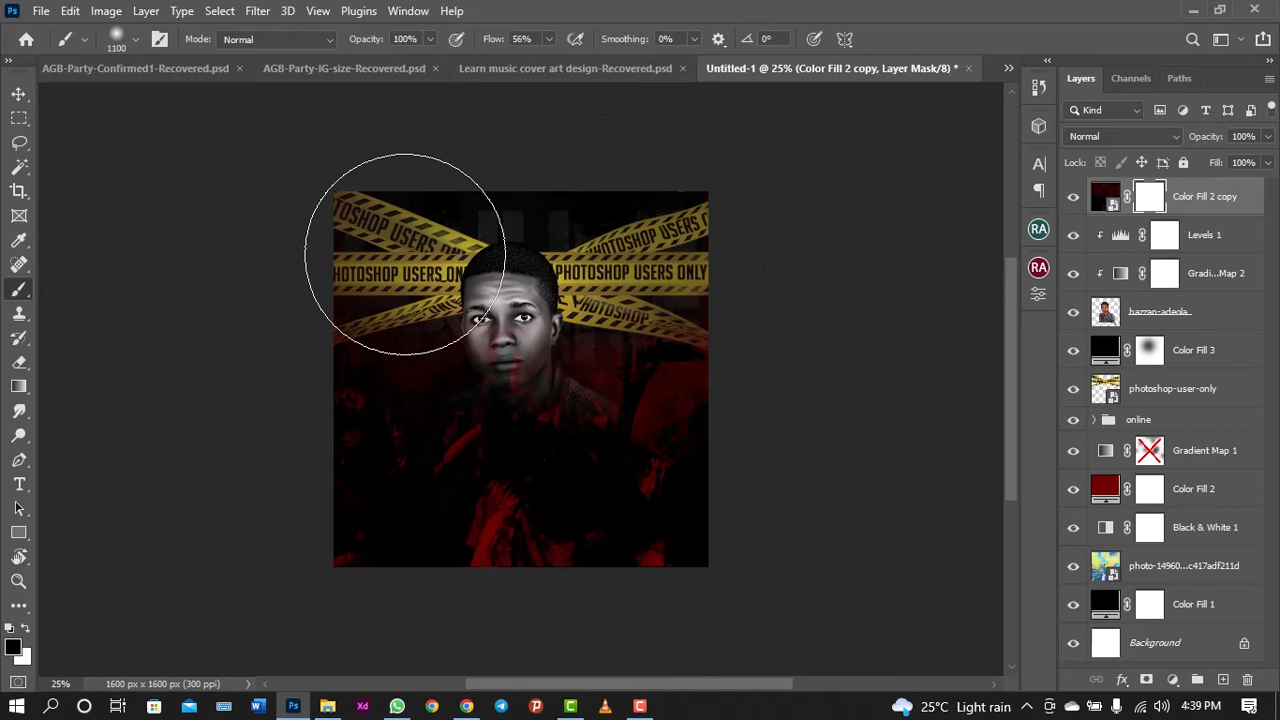 Ps File Edit Image Layer Type Select Filter 3D View Plugins Window Help
1100 Mode: Normal Opacity: 100% Flow: 56% Smoothing: 0% 0°
AGB-Party-Confirmed1-Recovered.psd × AGB-Party-IG-size-Recovered.psd × Learn music cover art design-Recovered.psd × Untitled-1 @ 25% (Color Fill 2 copy, Layer Mask/8) * ×
Layers Channels Paths
Kind
Normal Opacity: 100%
Lock: Fill: 100%
Color Fill 2 copy
Levels 1
Gradi...Map 2
hazzan-adepla
Color Fill 3
photoshop-user-only
online
Gradient Map 1
Color Fill 2
Black & White 1
photo-14960...c417adf211d
Color Fill 1
Background
RA
RA
PHOTOSHOP USERS ONLY
PHOTOSHOP USERS ONLY
PHOTOSHOP USERS ONLY
PHOTOSHOP
25% 1600 px x 1600 px (300 ppi)
25°C Light rain 4:39 PM